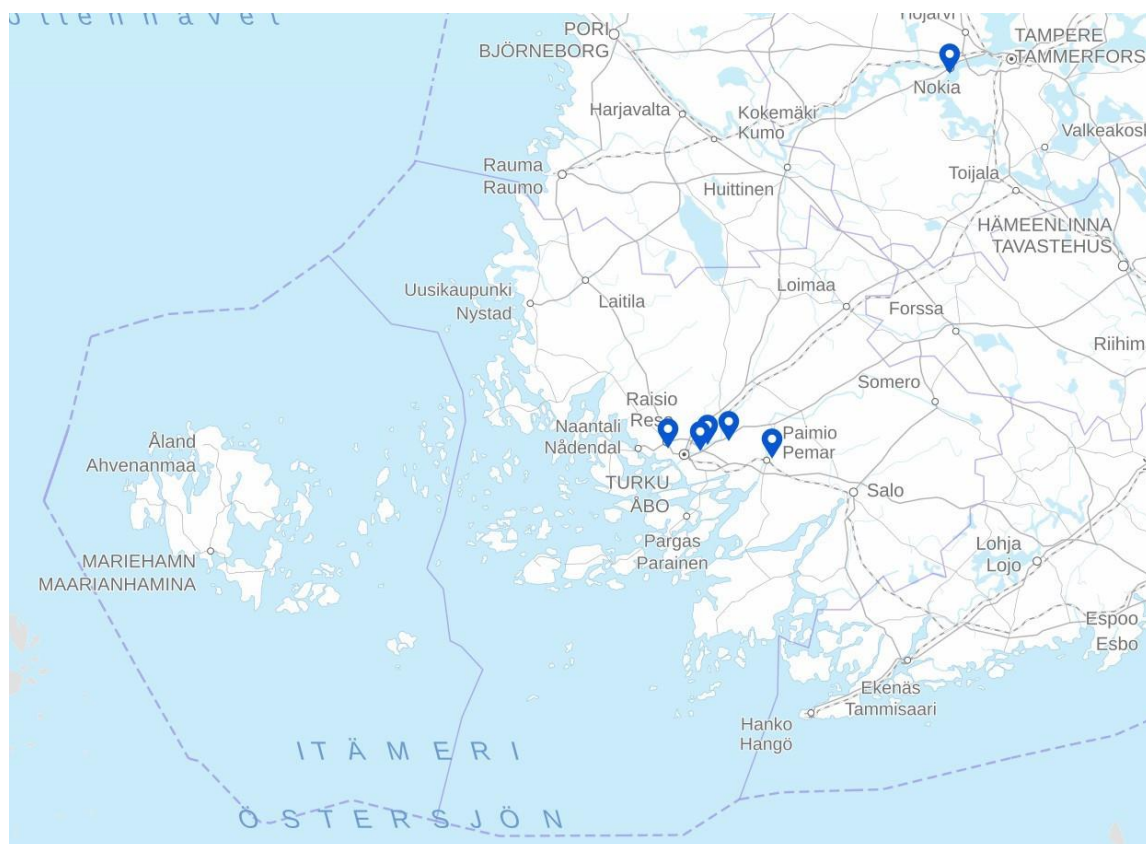 PORI
BJÖRNEBORG
TAMPERE
TAMMERFORS
Nokia
Harjavalta
Kokemäki
Kumo
Rauma
Raumo
Huittinen
Toijala
HÄMEENLINNA
TAVASTEHUS
Uusikaupunki
Nystad
Laitila
Loimaa
Forssa
Somero
Raisio
Naantali
Nådendal
Paimio
Pemar
Åland
Ahvenanmaa
TURKU
ÅBO
Salo
MARIEHAMN
MAARIANHAMINA
Pargas
Parainen
Lohja
Lojo
Espoo
Esbo
Ekenäs
Tammisaari
Hanko
Hangö
ITÄMERI
ÖSTERSJÖN